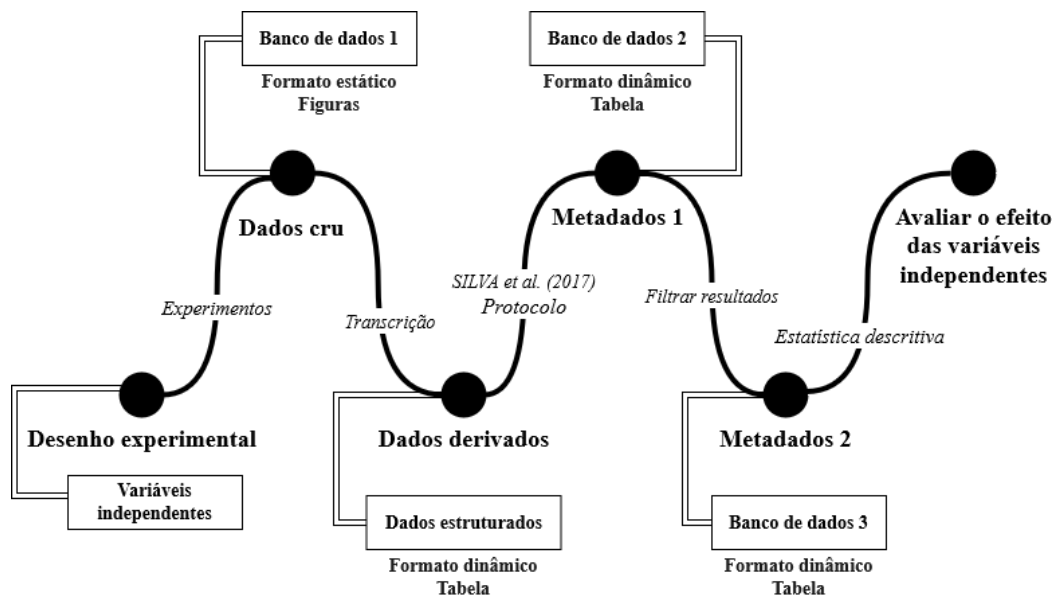 Banco de dados 1
Formato estático
Figuras
Banco de dados 2
Formato dinâmico
Tabela
Dados cru
Metadados 1
Avaliar o efeito
das variáveis
independentes
Experimentos
Transcrição
SILVA et al. (2017)
Protocolo
Filtrar resultados
Estatística descritiva
Desenho experimental
Dados derivados
Metadados 2
Variáveis
independentes
Dados estruturados
Formato dinâmico
Tabela
Banco de dados 3
Formato dinâmico
Tabela